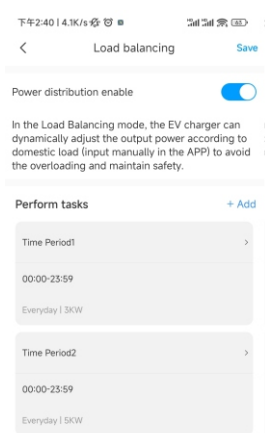 下午2:40 | 4.1K/s
63
Load balancing
Save
Power distribution enable
In the Load Balancing mode, the EV charger can
dynamically adjust the output power according to
domestic load (input manually in the APP) to avoid
the overloading and maintain safety.
Perform tasks
+ Add
Time Period1
00:00-23:59
Everyday | 3KW
Time Period2
00:00-23:59
Everyday | 5KW